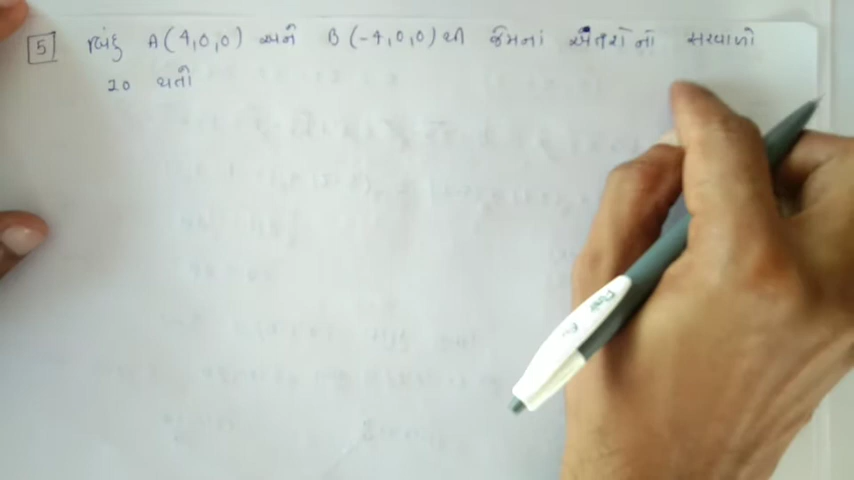 5 બિંદુ A(4,0,0) અને B(-4,0,0)થી જેમનાં અંતરોનો સરવાળો
20 થતો